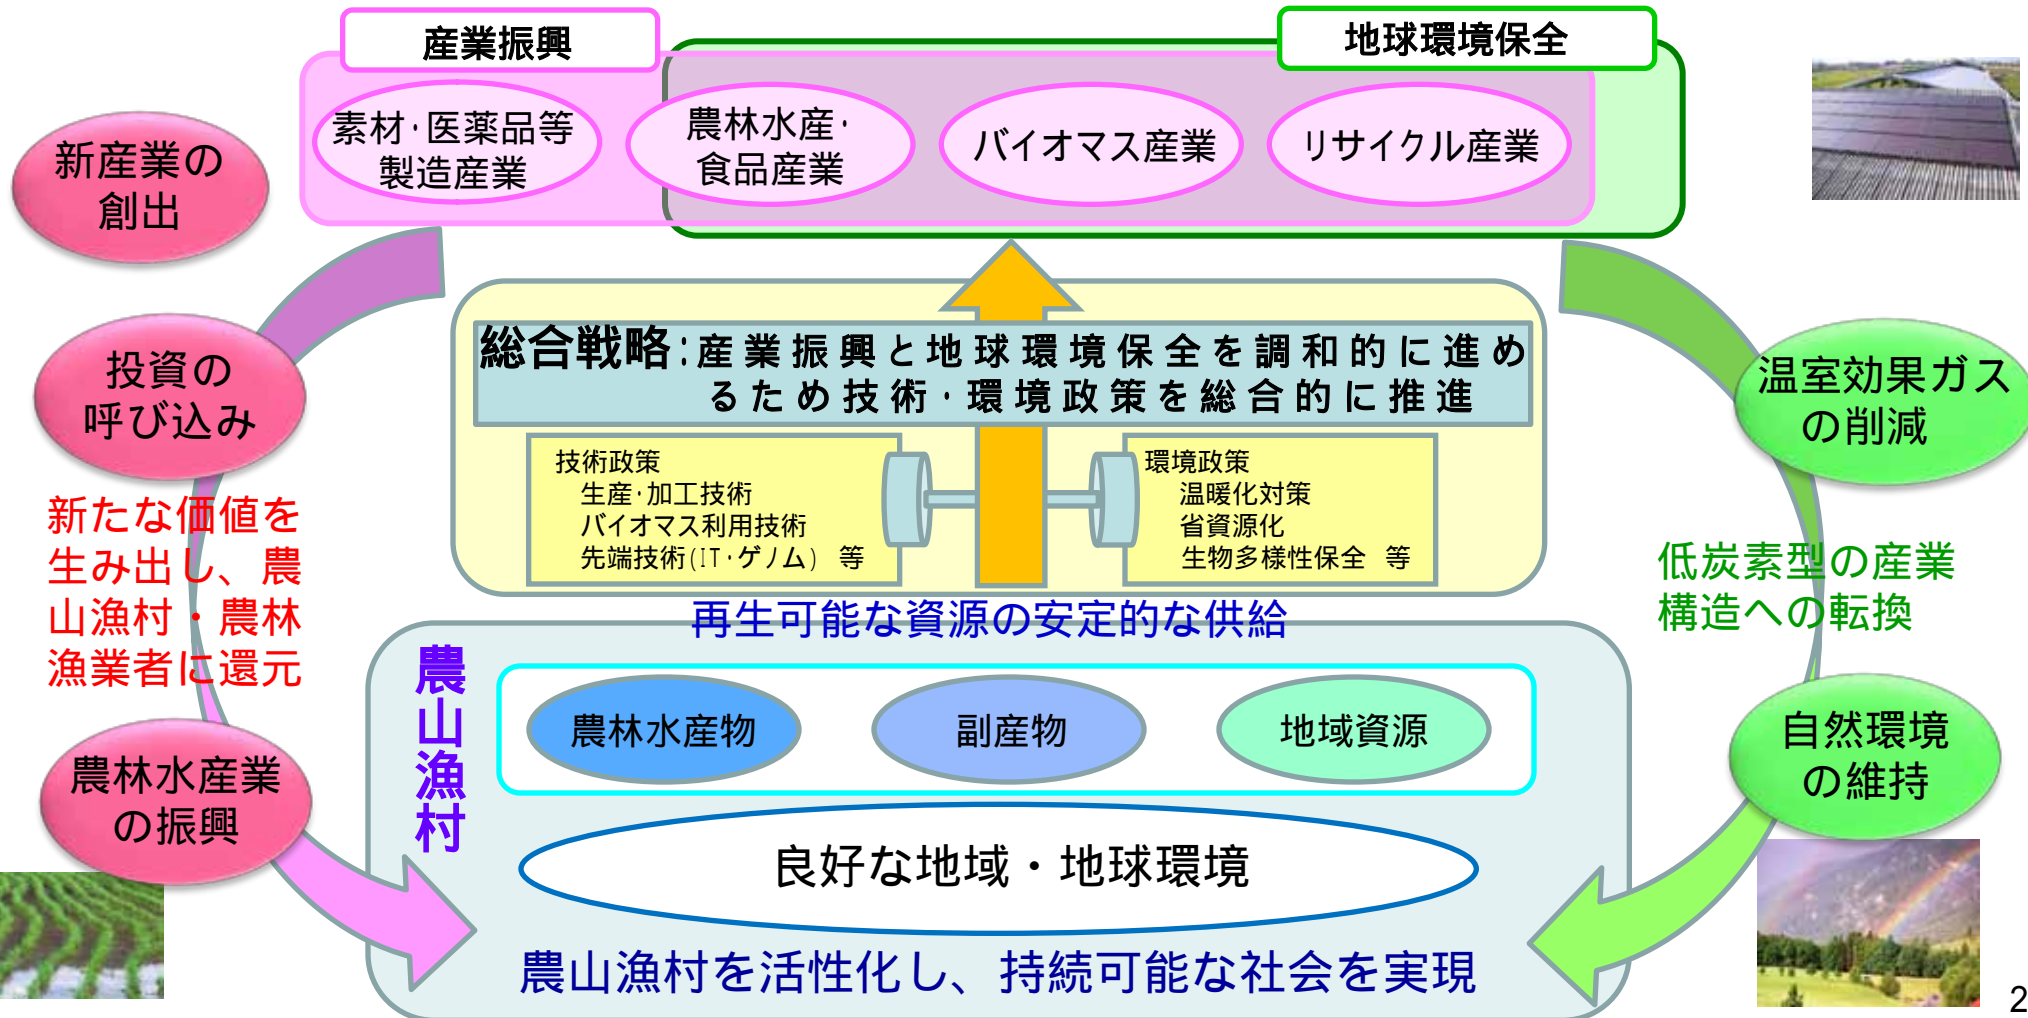 産業振興
地球環境保全
素材・医薬品等
製造産業
農林水産・
食品産業
バイオマス産業
リサイクル産業
新産業の
創出
投資の
呼び込み
新たな価値を
生み出し、農
山漁村・農林
漁業者に還元
農林水産業
の振興
総合戦略:産業振興と地球環境保全を調和的に進め
るため技術・環境政策を総合的に推進
技術政策
生産・加工技術
バイオマス利用技術
先端技術(IT・ゲノム) 等
環境政策
温暖化対策
省資源化
生物多様性保全 等
温室効果ガス
の削減
低炭素型の産業
構造への転換
自然環境
の維持
再生可能な資源の安定的な供給
農山漁村
農林水産物
副産物
地域資源
良好な地域・地球環境
農山漁村を活性化し、持続可能な社会を実現
2